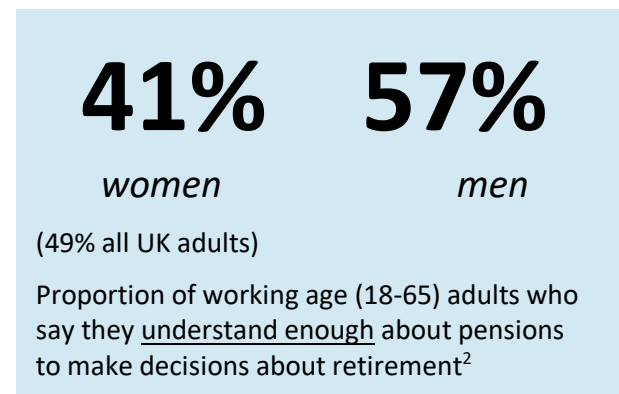 41% 57%
women men
(49% all UK adults)
Proportion of working age (18-65) adults who
say they understand enough about pensions
to make decisions about retirement²